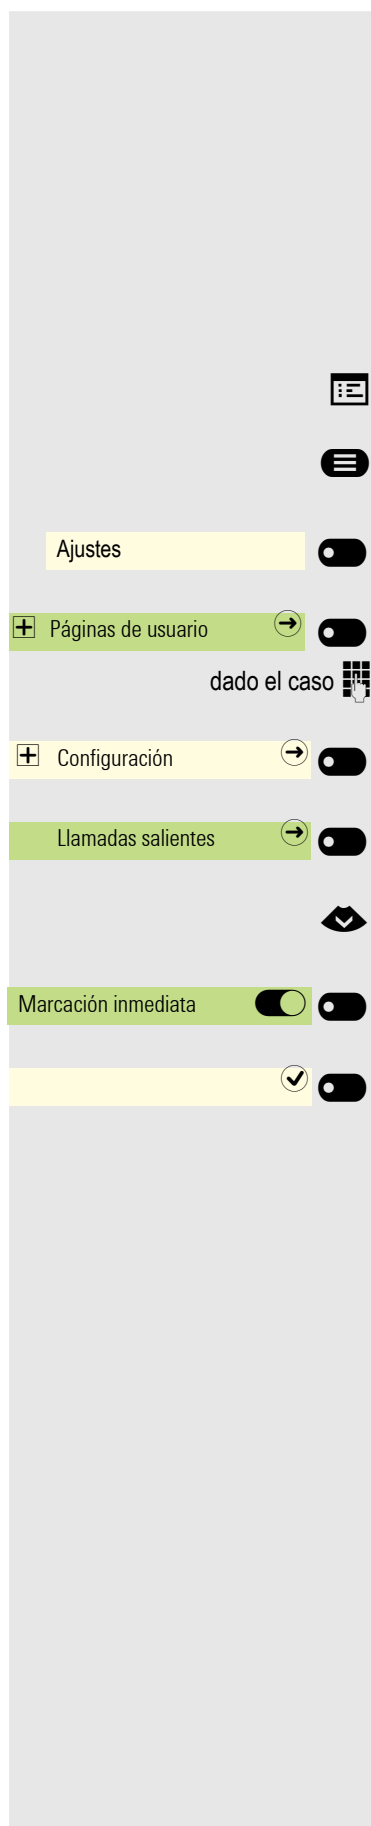 Ajustes
Páginas de usuario
dado el caso
Configuración
Llamadas salientes
Marcación inmediata